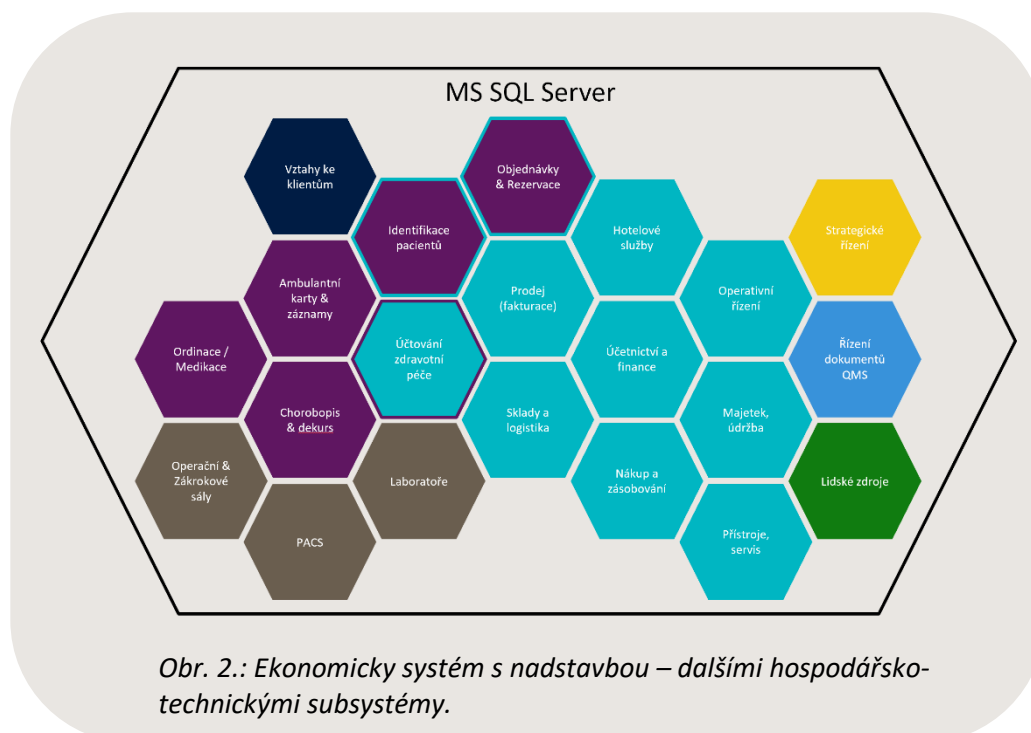 MS SQL Server
Vztahy ke
klientům
Objednávky
& Rezervace
Identifikace
pacientů
Hotelové
služby
Strategické
řízení
Ambulantní
karty &
záznamy
Prodej
(fakturace)
Operativní
řízení
Ordinace /
Medikace
Účtování
zdravotní
péče
Účetnictví a
finance
Řízení
dokumentů
QMS
Chorobopis
& dekurs
Sklady a
logistika
Majetek,
údržba
Operační &
Zákrokové
sály
Laboratoře
Nákup a
zásobování
Lidské zdroje
PACS
Přístroje,
servis
Obr. 2.: Ekonomicky systém s nadstavbou – dalšími hospodářsko-
technickými subsystémy.